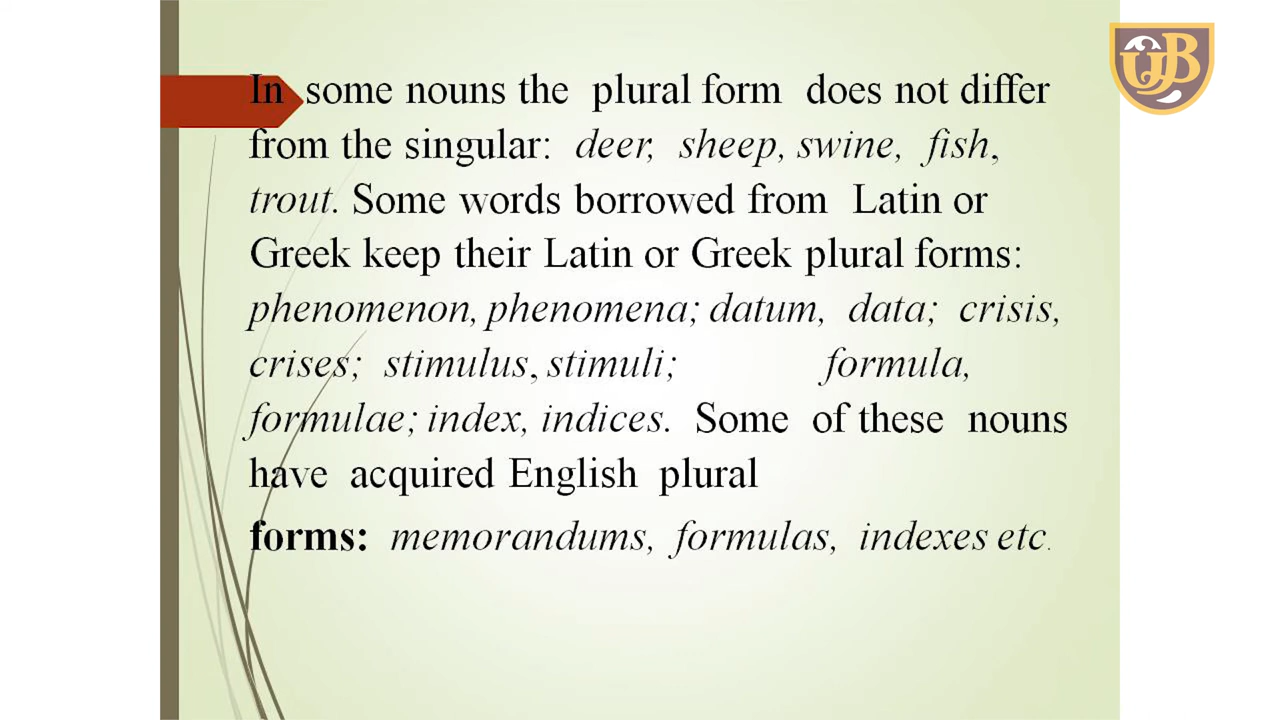 In some nouns the plural form does not differ
from the singular: deer, sheep, swine, fish,
trout. Some words borrowed from Latin or
Greek keep their Latin or Greek plural forms:
phenomenon, phenomena; datum, data; crisis,
crises; stimulus, stimuli; formula,
formulae; index, indices. Some of these nouns
have acquired English plural
forms: memorandums, formulas, indexes etc.
UB